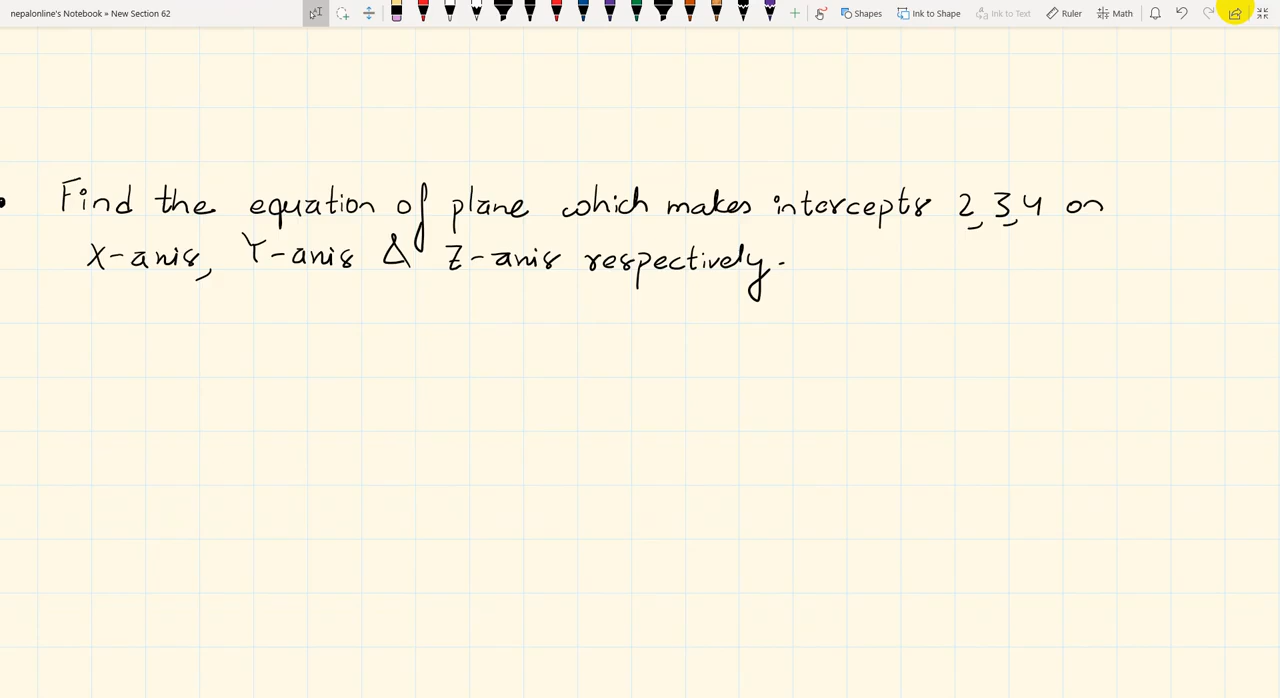 nepalonline's Notebook » New Section 62
Shapes Ink to Shape Ink to Text Ruler Math
Find the equation of plane which makes intercepts 2, 3, 4 on
X-axis, Y-axis & Z-axis respectively.